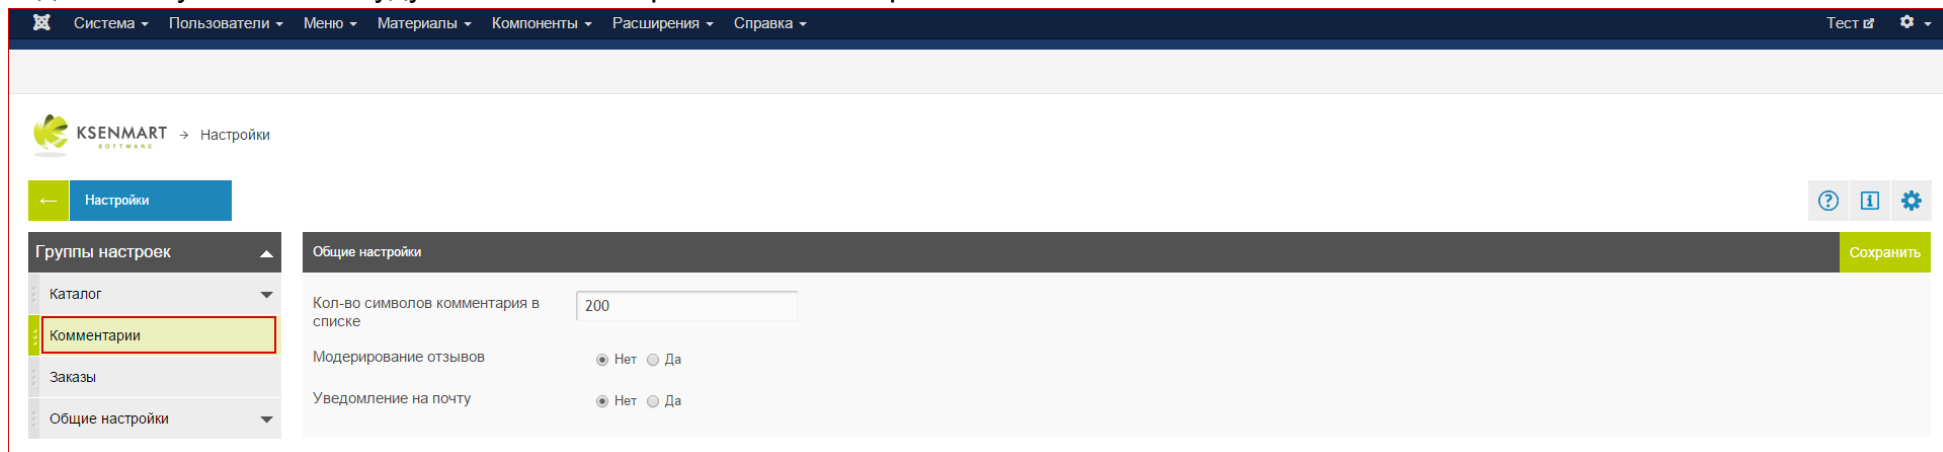 Система Пользователи Меню Материалы Компоненты Расширения Справка Тест
KSENMART → Настройки
SOFTWARE
← Настройки
Группы настроек
Каталог
Комментарии
Заказы
Общие настройки
Общие настройки Сохранить
Кол-во символов комментария в
списке
200
Модерирование отзывов Нет Да
Уведомление на почту Нет Да